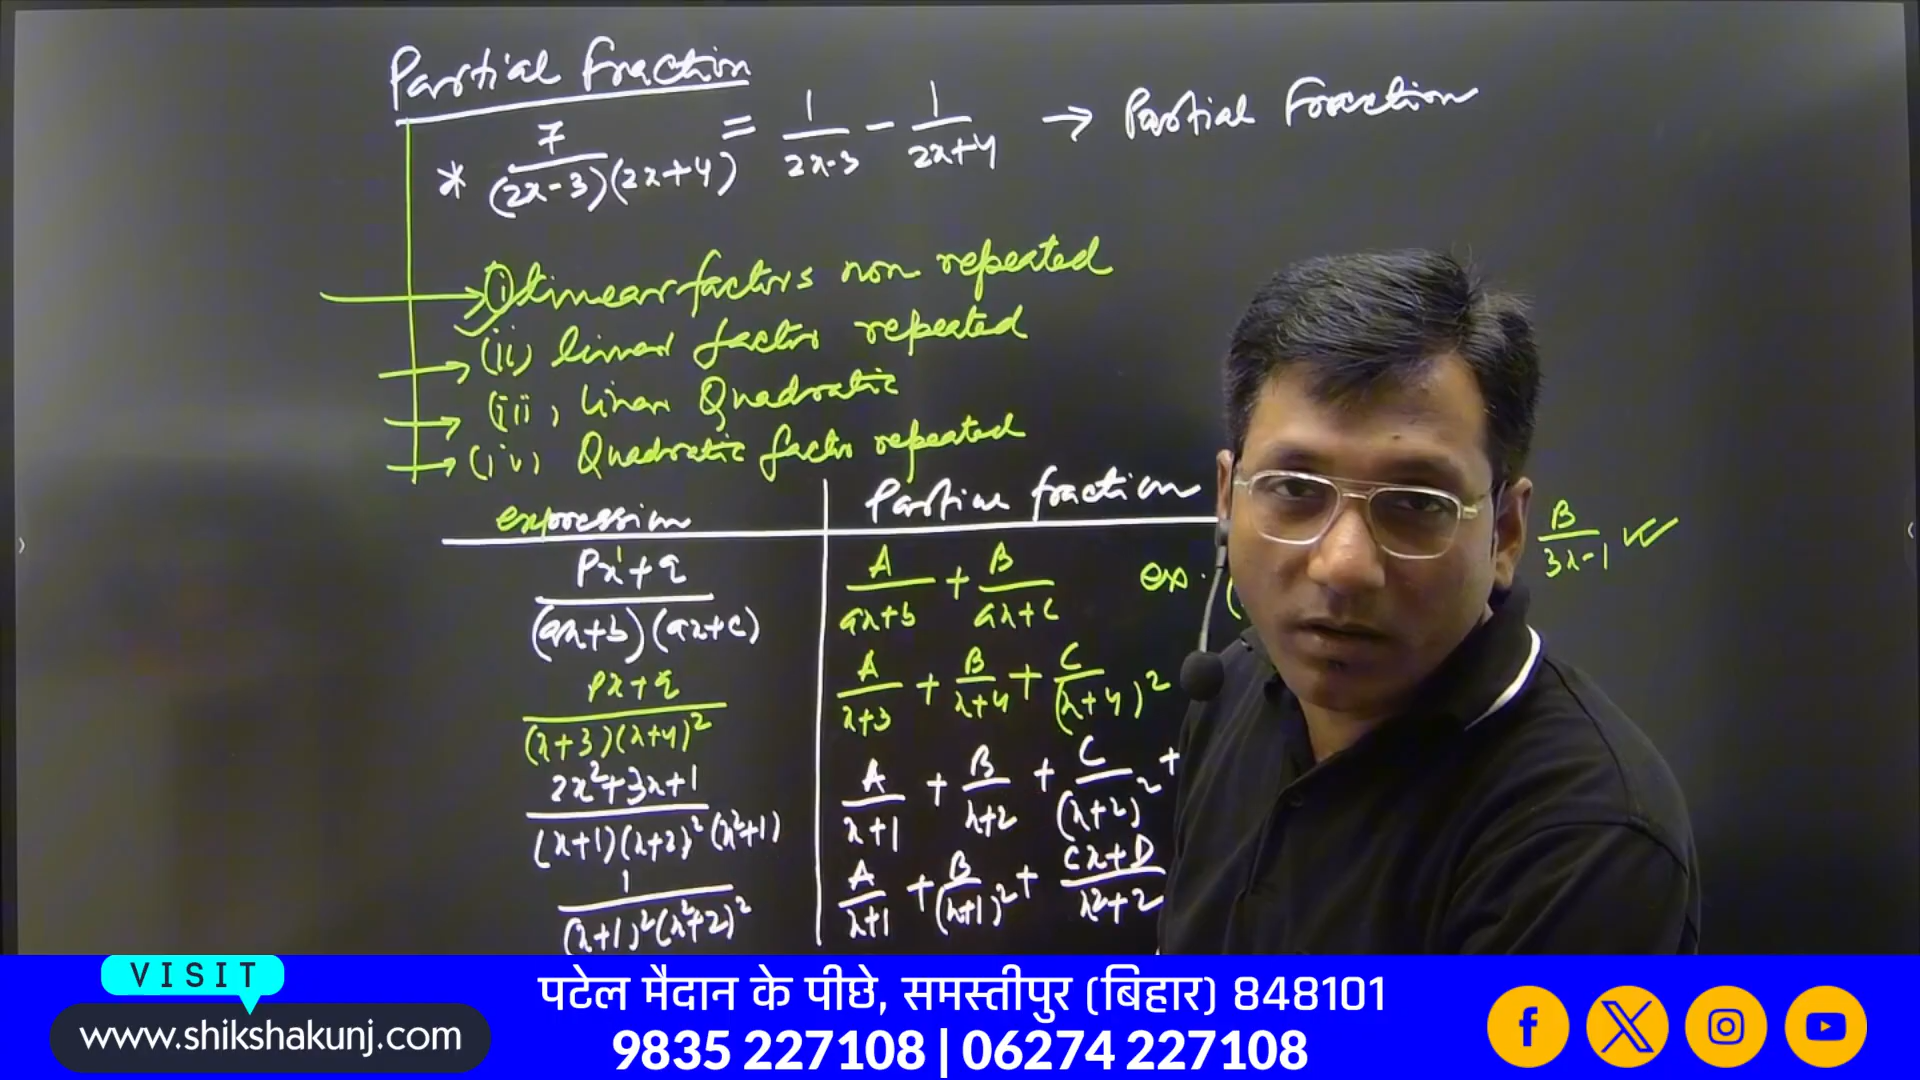 Partial Fraction
* 7/(2x-3)(2x+4) = 1/2x-3 - 1/2x+4 → Partial Fraction
(i) Linear factors non repeated
(ii) linear factor repeated
(iii) Linear Quadratic
(iv) Quadratic factor repeated
expression Partial fraction
Px¹+q/(ax+b)(ax+c) A/ax+b + B/ax+c ex. ( B/3x-1
Px+q/(x+3)(x+4)² A/x+3 + B/x+4 + C/(x+4)²
2x²+3x+1/(x+1)(x+2)²(x²+1) A/x+1 + B/x+2 + C/(x+2)² +
1/(x+1)²(x²+2)² A/x+1 + B/(x+1)² + Cx+D/x²+2
VISIT
www.shikshakunj.com
पटेल मैदान के पीछे, समस्तीपुर (बिहार) 848101
9835 227108 | 06274 227108